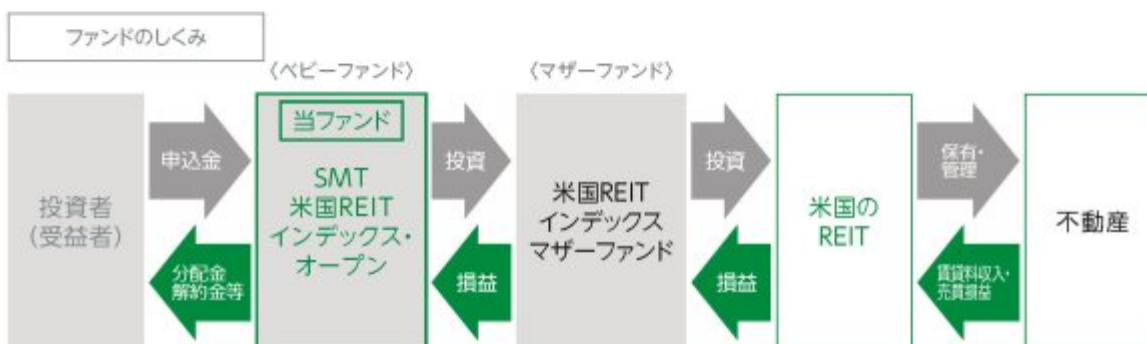 ファンドのしくみ
〈ベビーファンド〉
〈マザーファンド〉
投資者
(受益者)
申込金
分配金
解約金等
当ファンド
SMT
米国REIT
インデックス・
オープン
投資
損益
米国REIT
インデックス
マザーファンド
投資
損益
米国の
REIT
保有・
管理
賃貸料収入・
売買損益
不動産